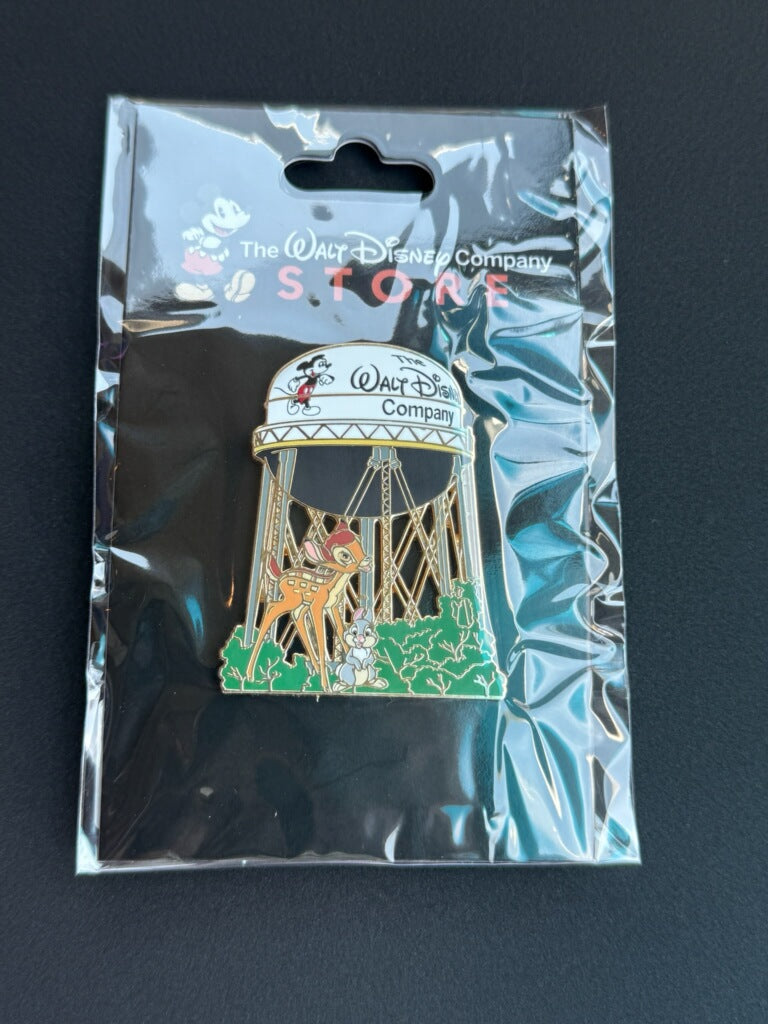 The WALT DISNEY Company
STORE
The
WALT DISNEY
Company